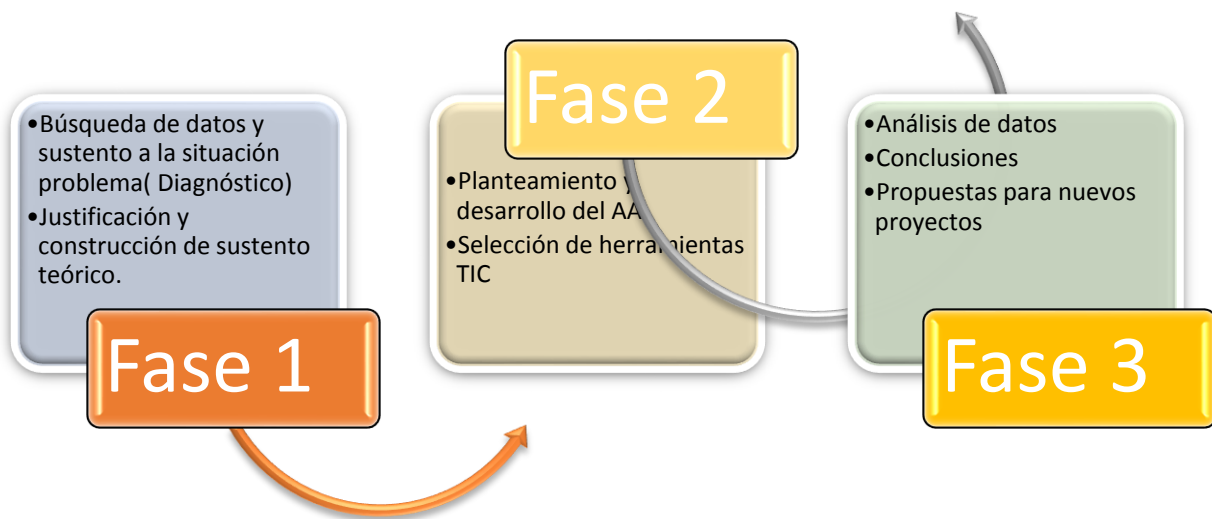 •Búsqueda de datos y
sustento a la situación
problema( Diagnóstico)
•Justificación y
construcción de sustento
teórico.
Fase 1
Fase 2
•Planteamiento y
desarrollo del AA
•Selección de herramientas
TIC
•Análisis de datos
•Conclusiones
•Propuestas para nuevos
proyectos
Fase 3